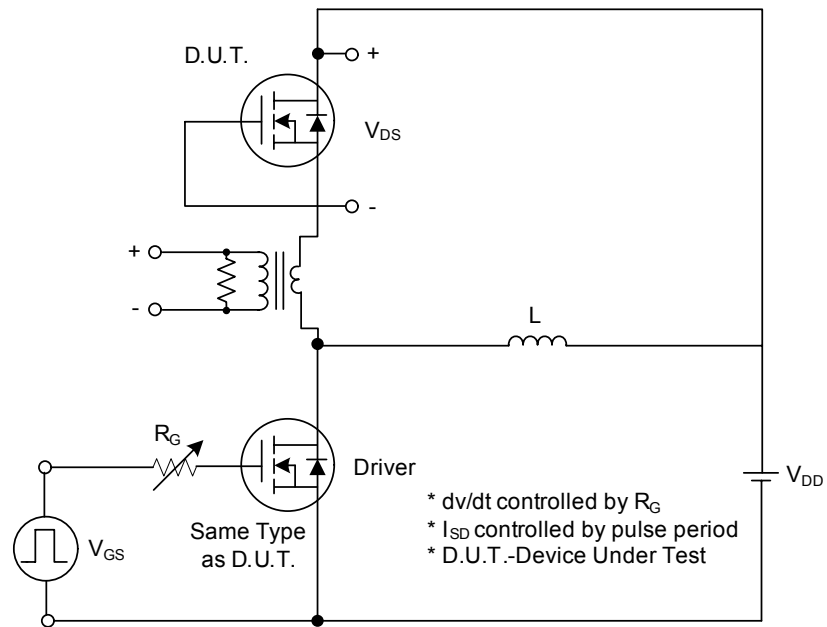 D.U.T.
+
V_DS
-
+
-
L
R_G
Driver
V_DD
* dv/dt controlled by R_G
* I_SD controlled by pulse period
* D.U.T.-Device Under Test
Same Type
as D.U.T.
V_GS